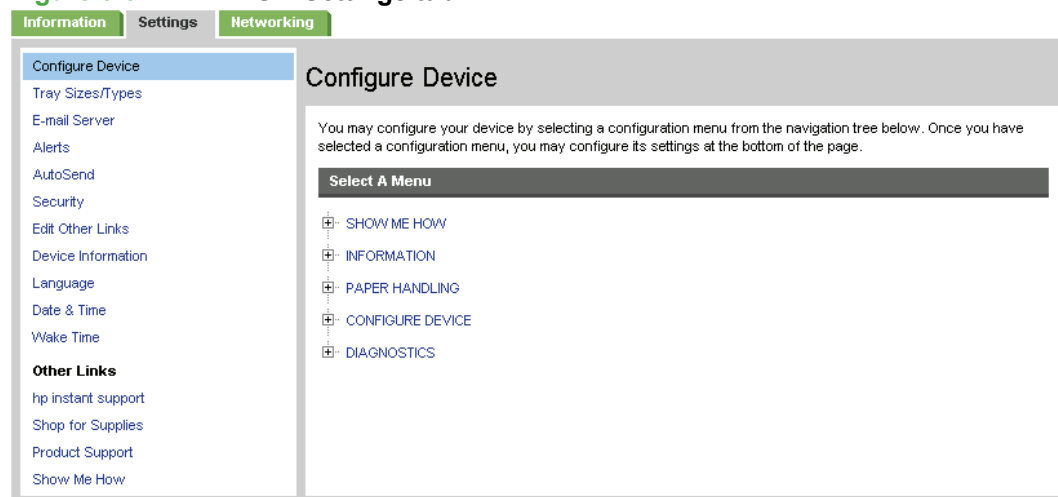 Information Settings Networking
Configure Device
Tray Sizes/Types
E-mail Server
Alerts
AutoSend
Security
Edit Other Links
Device Information
Language
Date & Time
Wake Time
Other Links
hp instant support
Shop for Supplies
Product Support
Show Me How
Configure Device
You may configure your device by selecting a configuration menu from the navigation tree below. Once you have
selected a configuration menu, you may configure its settings at the bottom of the page.
Select A Menu
SHOW ME HOW
INFORMATION
PAPER HANDLING
CONFIGURE DEVICE
DIAGNOSTICS